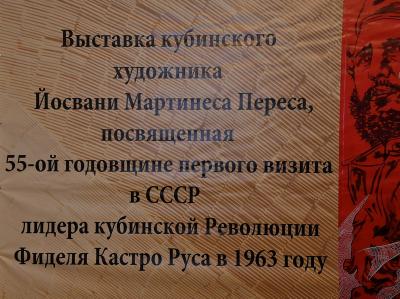 Выставка кубинского
художника
Йосвани Мартинеса Переса,
посвященная
55-ой годовщине первого визита
в СССР
лидера кубинской Революции
Фиделя Кастро Руса в 1963 году